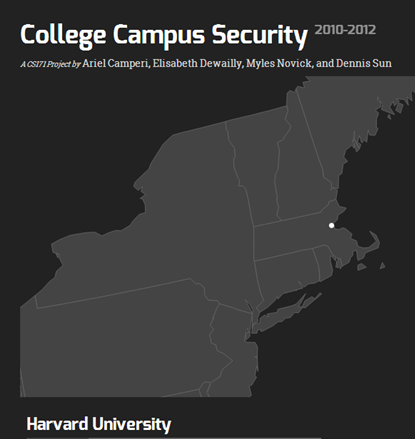 College Campus Security 2010-2012
A CS171 Project by Ariel Camperi, Elisabeth Dewailly, Myles Novick, and Dennis Sun
Harvard University